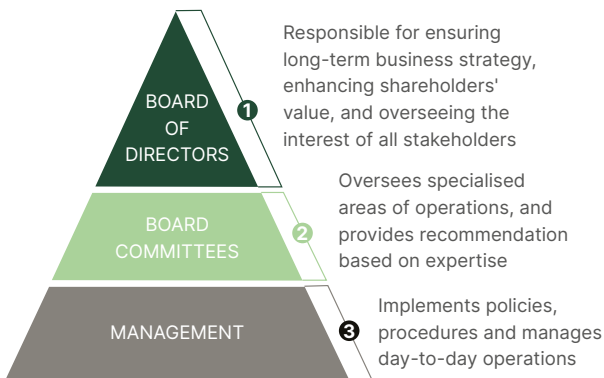 BOARD
OF
DIRECTORS
1
Responsible for ensuring
long-term business strategy,
enhancing shareholders'
value, and overseeing the
interest of all stakeholders
BOARD
COMMITTEES
2
Oversees specialised
areas of operations, and
provides recommendation
based on expertise
MANAGEMENT
3
Implements policies,
procedures and manages
day-to-day operations